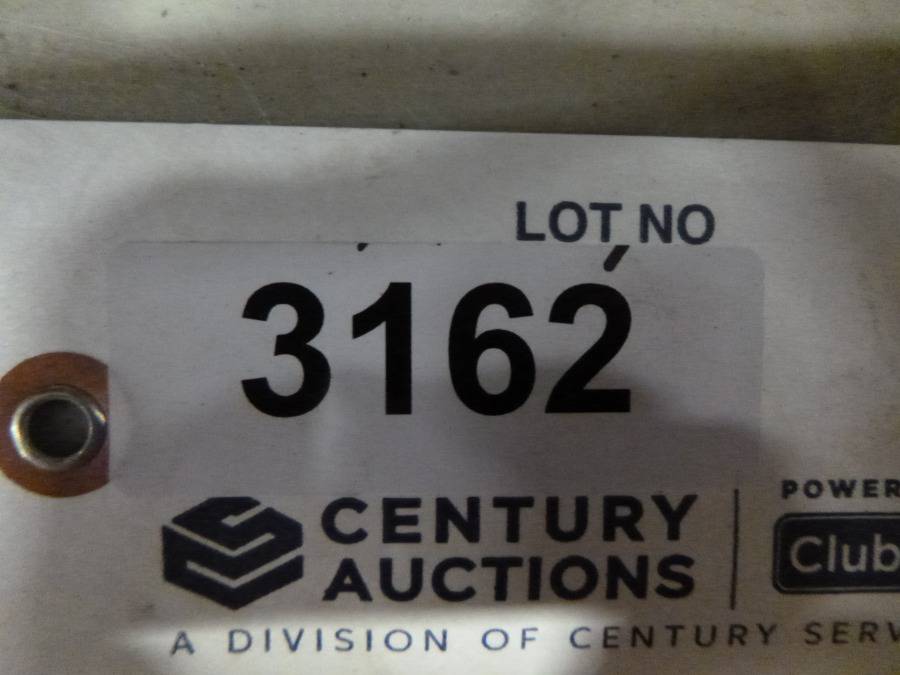 LOT NO
3162
CENTURY
AUCTIONS
POWER
Club
A DIVISION OF CENTURY SERV